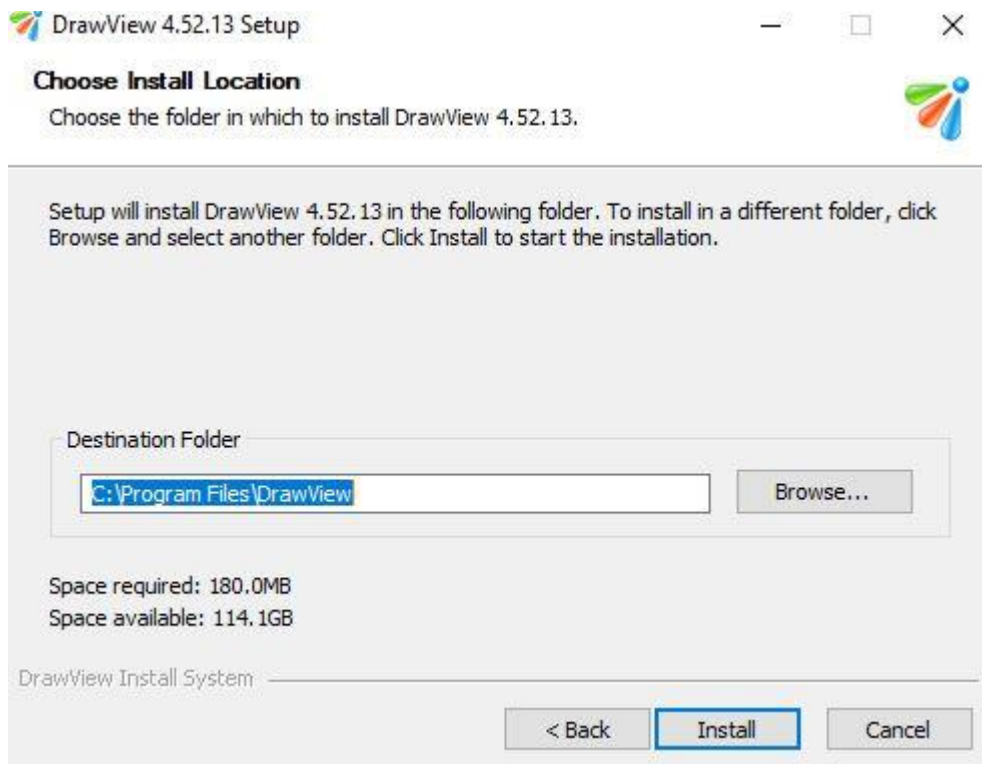 DrawView 4.52.13 Setup
Choose Install Location
Choose the folder in which to install DrawView 4.52.13.
Setup will install DrawView 4.52.13 in the following folder. To install in a different folder, click
Browse and select another folder. Click Install to start the installation.
Destination Folder
C:\Program Files\DrawView
Browse...
Space required: 180.0MB
Space available: 114.1GB
DrawView Install System
< Back
Install
Cancel